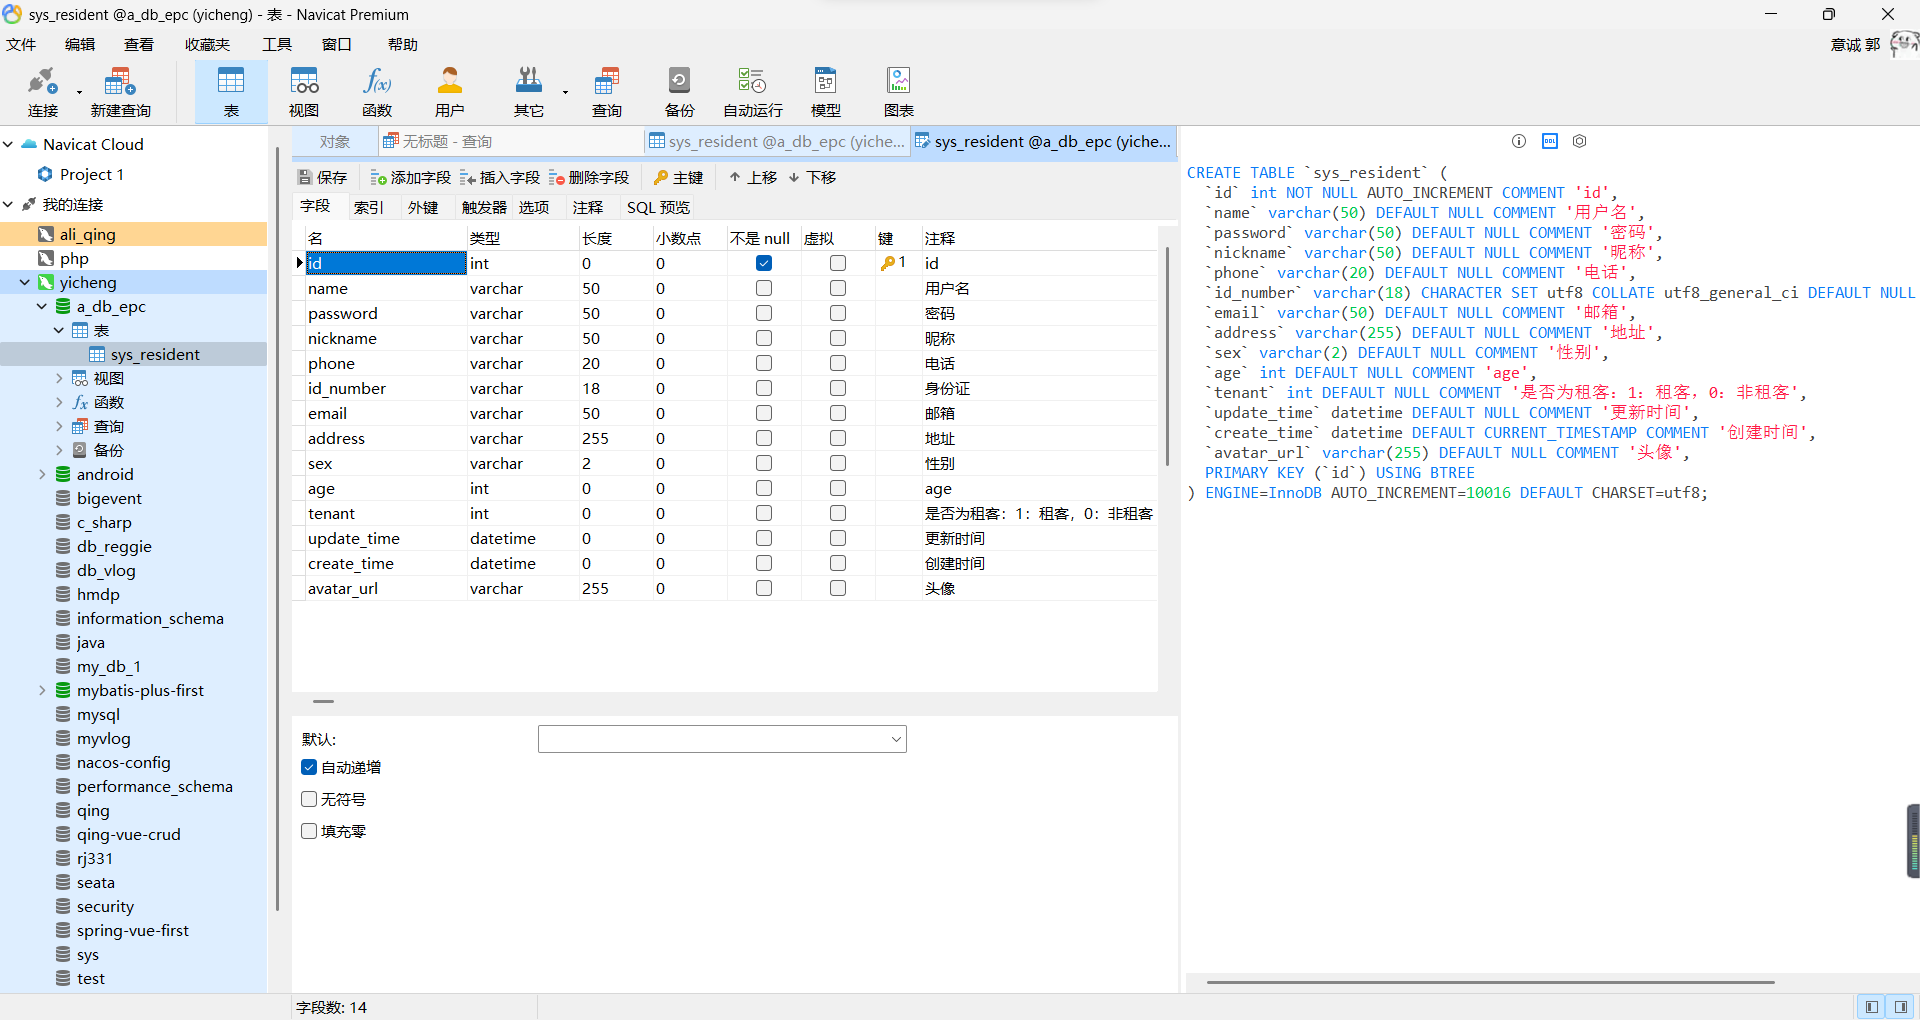 sys_resident @a_db_epc (yicheng) - 表 - Navicat Premium
文件 编辑 查看 收藏夹 工具 窗口 帮助 意诚 郭
连接 新建查询 表 视图 函数 用户 其它 查询 备份 自动运行 模型 图表
Navicat Cloud
Project 1
我的连接
ali_qing
php
yicheng
a_db_epc
表
sys_resident
视图
函数
查询
备份
android
bigevent
c_sharp
db_reggie
db_vlog
hmdp
information_schema
java
my_db_1
mybatis-plus-first
mysql
myvlog
nacos-config
performance_schema
qing
qing-vue-crud
rj331
seata
security
spring-vue-first
sys
test
对象 无标题 - 查询 sys_resident @a_db_epc (yiche... sys_resident @a_db_epc (yiche...
保存 添加字段 插入字段 删除字段 主键 上移 下移
字段 索引 外键 触发器 选项 注释 SQL 预览
名 类型 长度 小数点 不是 null 虚拟 键 注释
id int 0 0 1 id
name varchar 50 0 用户名
password varchar 50 0 密码
nickname varchar 50 0 昵称
phone varchar 20 0 电话
id_number varchar 18 0 身份证
email varchar 50 0 邮箱
address varchar 255 0 地址
sex varchar 2 0 性别
age int 0 0 age
tenant int 0 0 是否为租客：1：租客，0：非租客
update_time datetime 0 0 更新时间
create_time datetime 0 0 创建时间
avatar_url varchar 255 0 头像
默认:
自动递增
无符号
填充零
DDL
CREATE TABLE `sys_resident` (
`id` int NOT NULL AUTO_INCREMENT COMMENT 'id',
`name` varchar(50) DEFAULT NULL COMMENT '用户名',
`password` varchar(50) DEFAULT NULL COMMENT '密码',
`nickname` varchar(50) DEFAULT NULL COMMENT '昵称',
`phone` varchar(20) DEFAULT NULL COMMENT '电话',
`id_number` varchar(18) CHARACTER SET utf8 COLLATE utf8_general_ci DEFAULT NULL
`email` varchar(50) DEFAULT NULL COMMENT '邮箱',
`address` varchar(255) DEFAULT NULL COMMENT '地址',
`sex` varchar(2) DEFAULT NULL COMMENT '性别',
`age` int DEFAULT NULL COMMENT 'age',
`tenant` int DEFAULT NULL COMMENT '是否为租客：1：租客，0：非租客',
`update_time` datetime DEFAULT NULL COMMENT '更新时间',
`create_time` datetime DEFAULT CURRENT_TIMESTAMP COMMENT '创建时间',
`avatar_url` varchar(255) DEFAULT NULL COMMENT '头像',
PRIMARY KEY (`id`) USING BTREE
) ENGINE=InnoDB AUTO_INCREMENT=10016 DEFAULT CHARSET=utf8;
字段数: 14